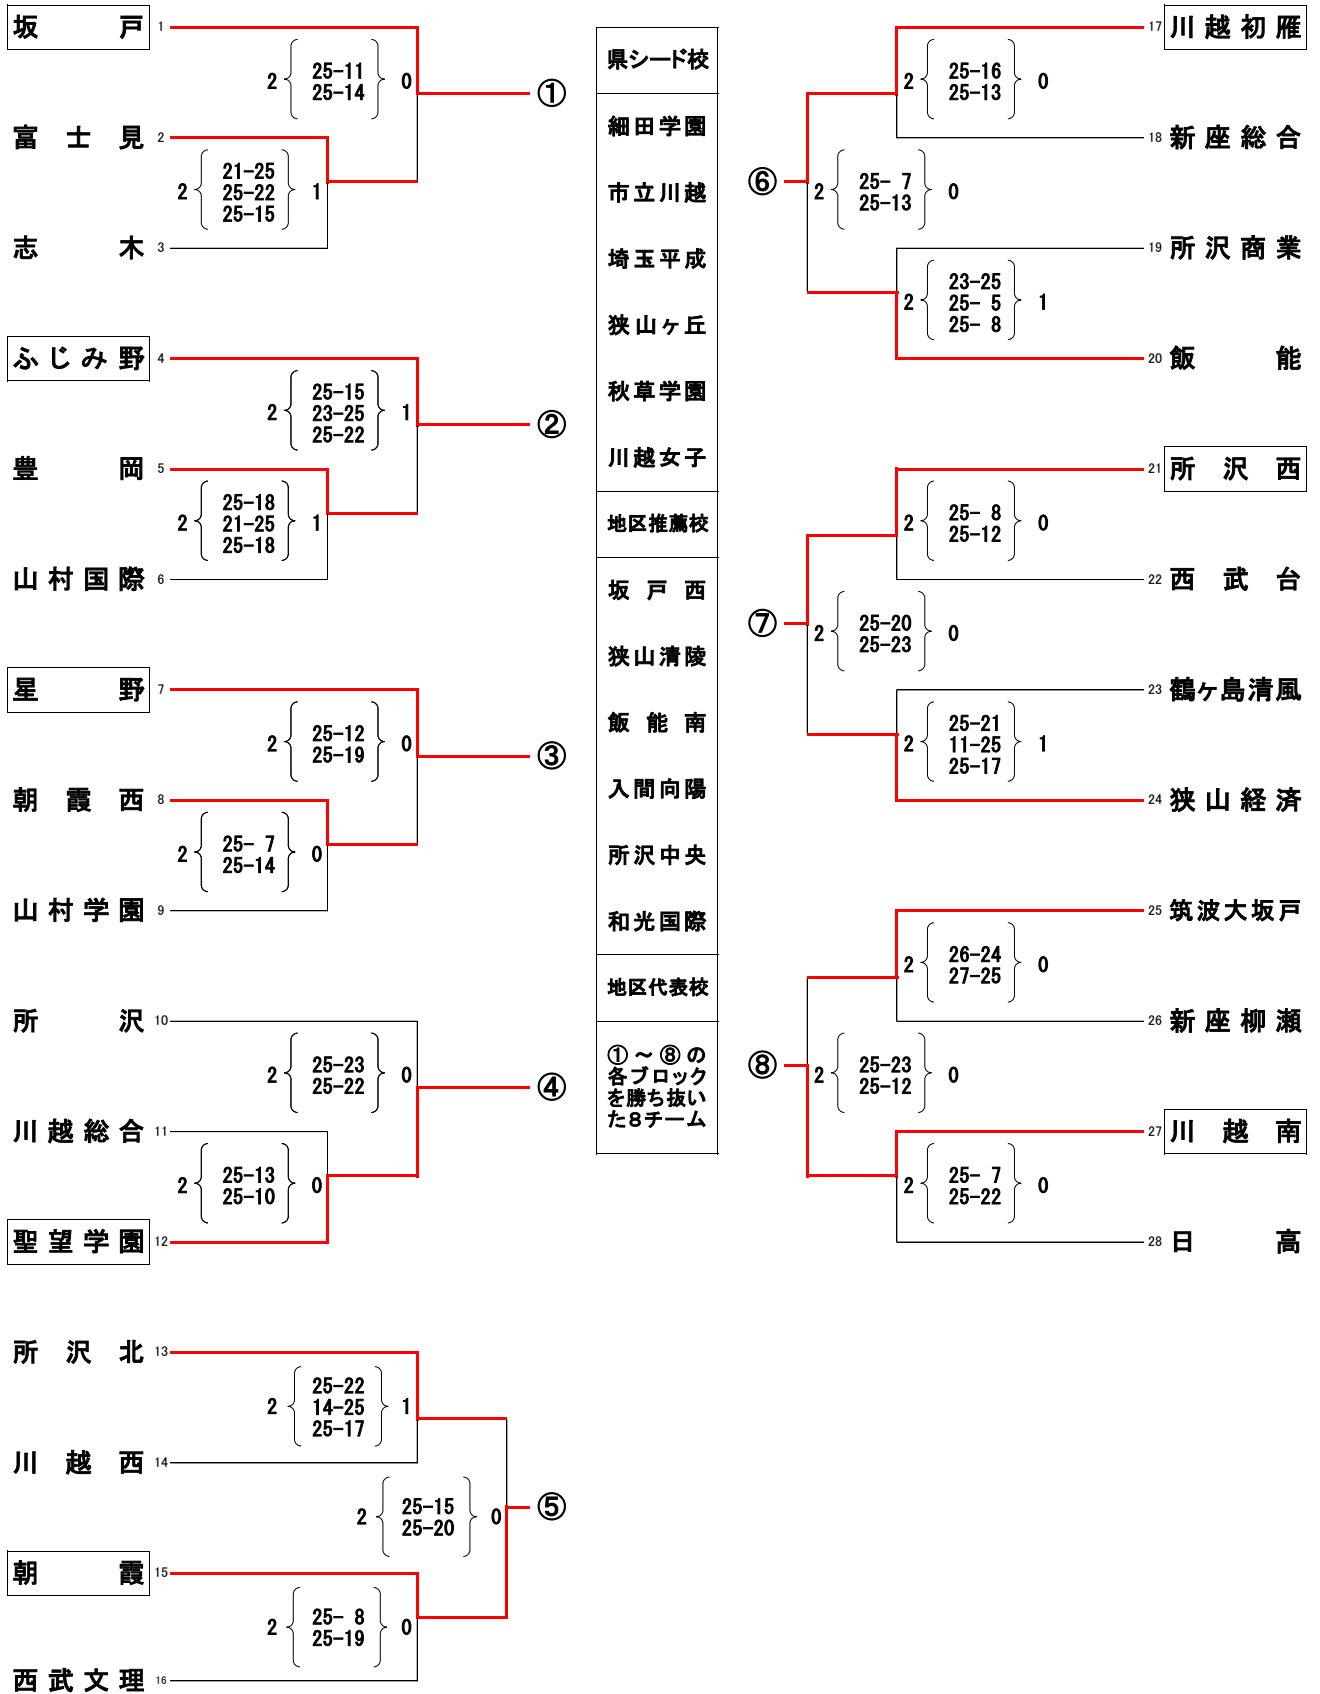 坂戸 1
2 25-11 0
25-14
①
富士見 2
2 21-25 1
25-22
25-15
志木 3
ふじみ野 4
2 25-15 1
23-25
25-22
②
豊岡 5
2 25-18 1
21-25
25-18
山村国際 6
星野 7
2 25-12 0
25-19
③
朝霞西 8
2 25- 7 0
25-14
山村学園 9
所沢 10
2 25-23 0
25-22
④
川越総合 11
2 25-13 0
25-10
聖望学園 12
所沢北 13
2 25-22 1
14-25
25-17
川越西 14
2 25-15 0
25-20
⑤
朝霞 15
2 25- 8 0
25-19
西武文理 16
県シード校
細田学園
市立川越
埼玉平成
狭山ヶ丘
秋草学園
川越女子
地区推薦校
坂戸西
狭山清陵
飯能南
入間向陽
所沢中央
和光国際
地区代表校
①～⑧の
各ブロック
を勝ち抜い
た８チーム
17 川越初雁
2 25-16 0
25-13
18 新座総合
⑥
2 25- 7 0
25-13
19 所沢商業
2 23-25 1
25- 5
25- 8
20 飯能
21 所沢西
2 25- 8 0
25-12
22 西武台
⑦
2 25-20 0
25-23
23 鶴ヶ島清風
2 25-21 1
11-25
25-17
24 狭山経済
25 筑波大坂戸
2 26-24 0
27-25
26 新座柳瀬
⑧
2 25-23 0
25-12
27 川越南
2 25- 7 0
25-22
28 日高